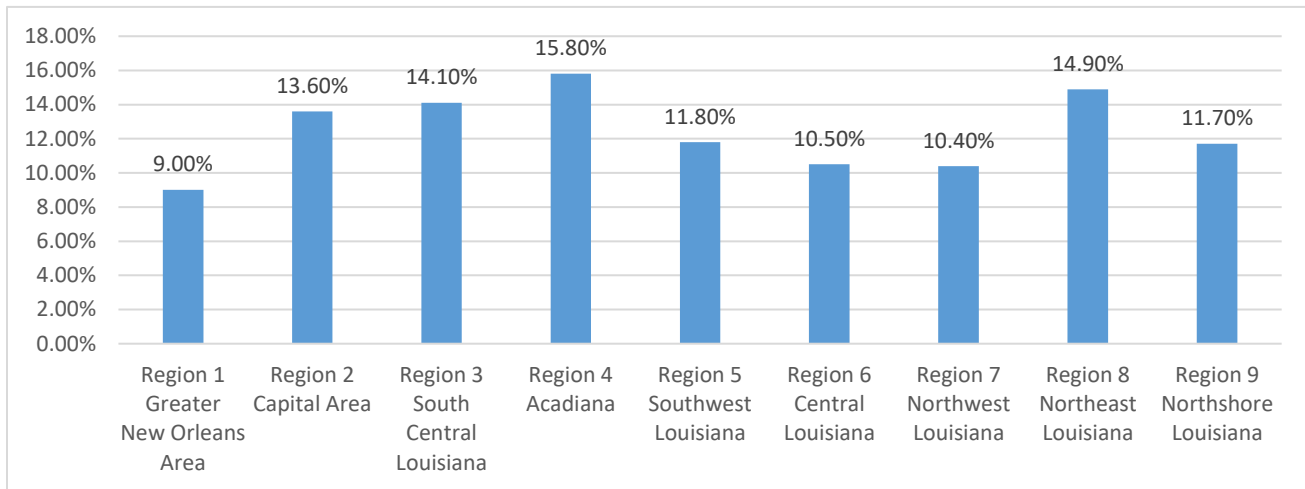 18.00%
16.00%
14.00%
12.00%
10.00%
8.00%
6.00%
4.00%
2.00%
0.00%
9.00%
13.60%
14.10%
15.80%
11.80%
10.50%
10.40%
14.90%
11.70%
Region 1
Greater
New Orleans
Area
Region 2
Capital Area
Region 3
South
Central
Louisiana
Region 4
Acadiana
Region 5
Southwest
Louisiana
Region 6
Central
Louisiana
Region 7
Northwest
Louisiana
Region 8
Northeast
Louisiana
Region 9
Northshore
Louisiana